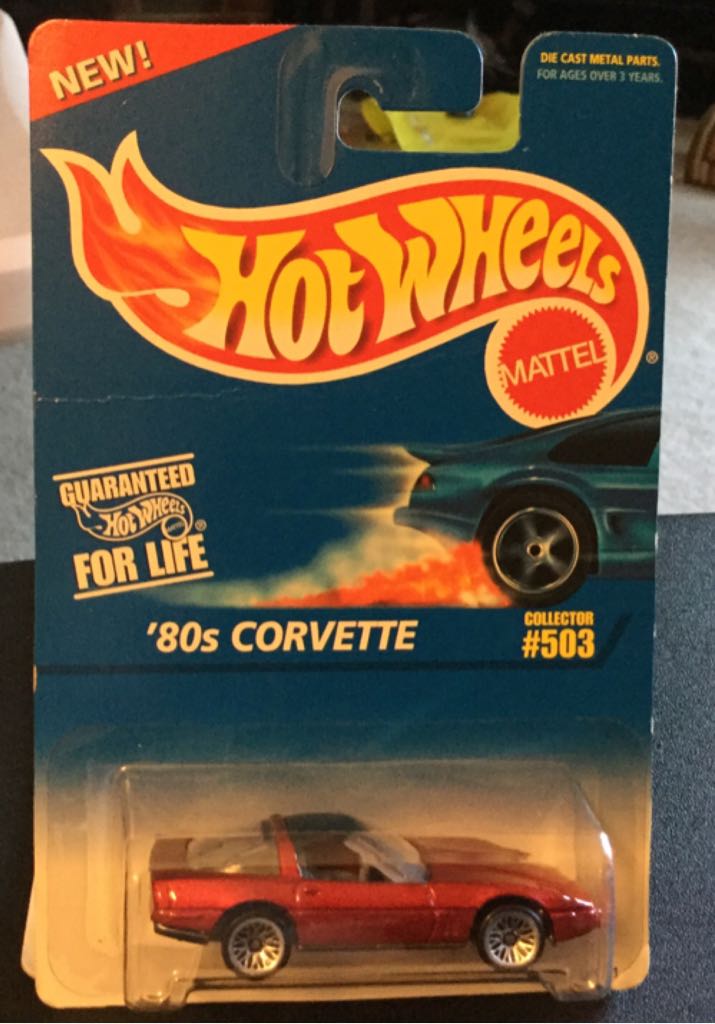 NEW!
DIE CAST METAL PARTS.
FOR AGES OVER 3 YEARS.
HOT WHEELS
MATTEL
®
GUARANTEED
HOT WHEELS
MATTEL ®
FOR LIFE
'80s CORVETTE
COLLECTOR
#503